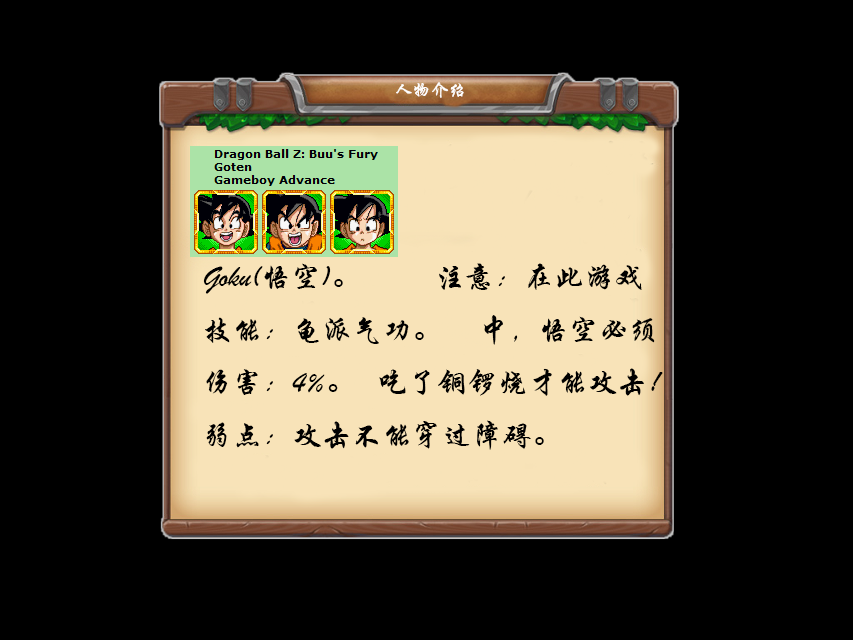 人物介绍
Dragon Ball Z: Buu's Fury
Goten
Gameboy Advance
Goku(悟空)。 注意：在此游戏
技能：龟派气功。 中，悟空必须
伤害：4%。 吃了铜锣烧才能攻击！
弱点：攻击不能穿过障碍。